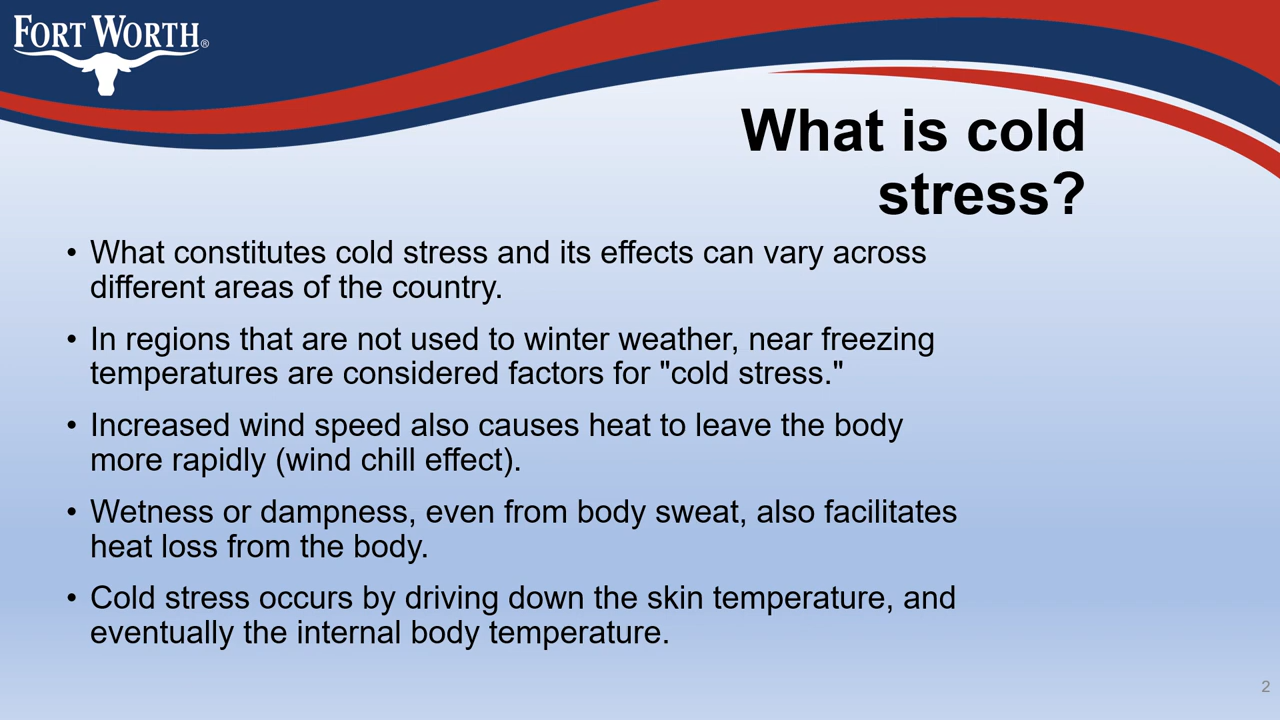 FORT WORTH®
What is cold
stress?
• What constitutes cold stress and its effects can vary across
different areas of the country.
• In regions that are not used to winter weather, near freezing
temperatures are considered factors for "cold stress."
• Increased wind speed also causes heat to leave the body
more rapidly (wind chill effect).
• Wetness or dampness, even from body sweat, also facilitates
heat loss from the body.
• Cold stress occurs by driving down the skin temperature, and
eventually the internal body temperature.
2